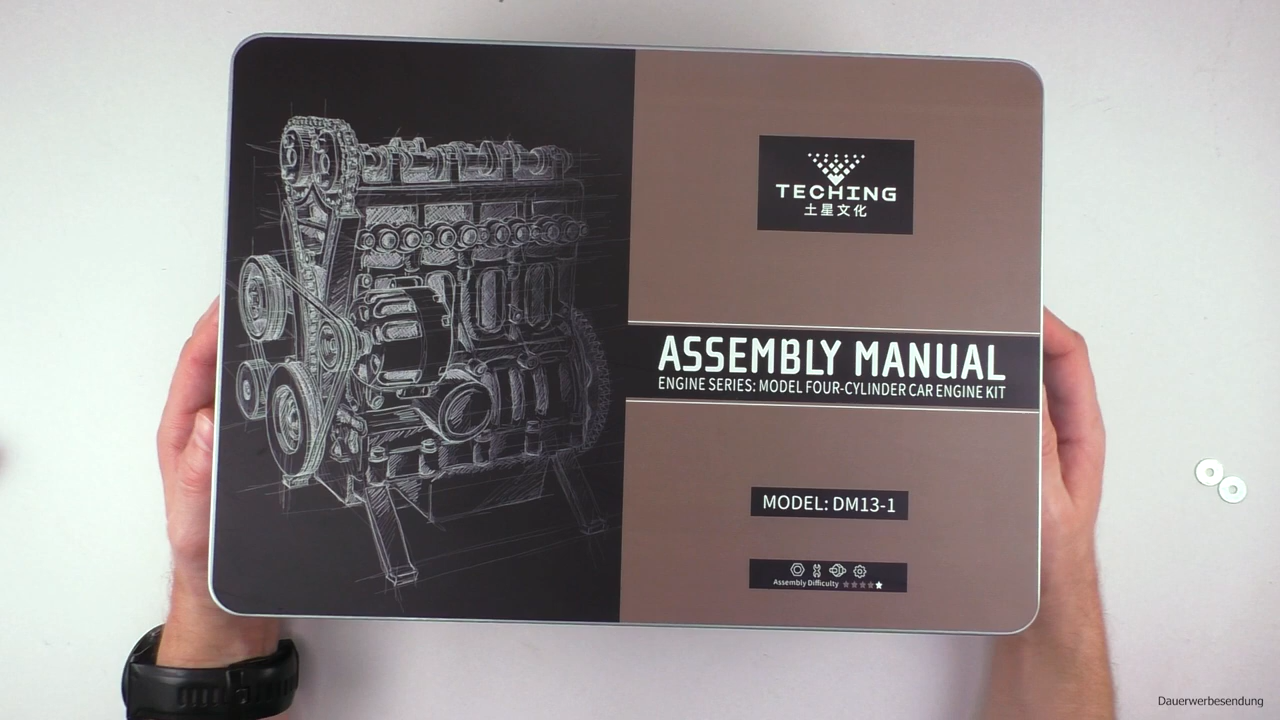 TECHING
土星文化
ASSEMBLY MANUAL
ENGINE SERIES: MODEL FOUR-CYLINDER CAR ENGINE KIT
MODEL: DM13-1
Assembly Difficulty
Dauerwerbesendung